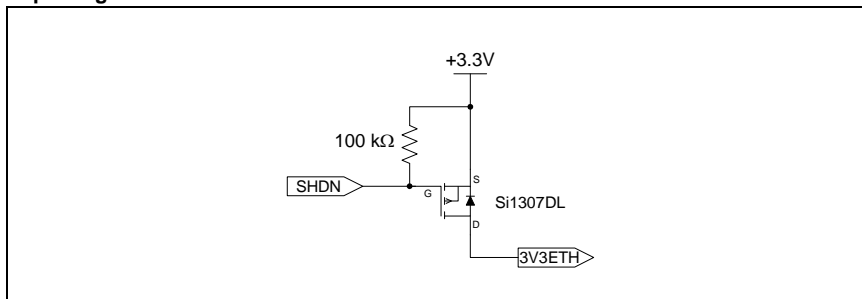 +3.3V
100 kΩ
SHDN
G
S
Si1307DL
D
3V3ETH